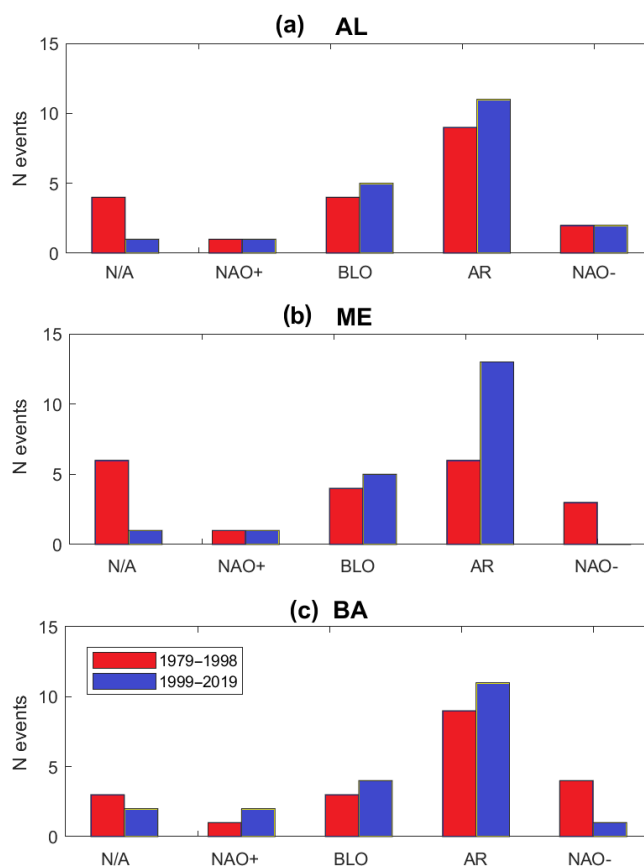 (a) AL
15
10
5
0
N events
N/A NAO+ BLO AR NAO-
(b) ME
15
10
5
0
N events
N/A NAO+ BLO AR NAO-
(c) BA
15
10
5
0
N events
1979−1998
1999−2019
N/A NAO+ BLO AR NAO-